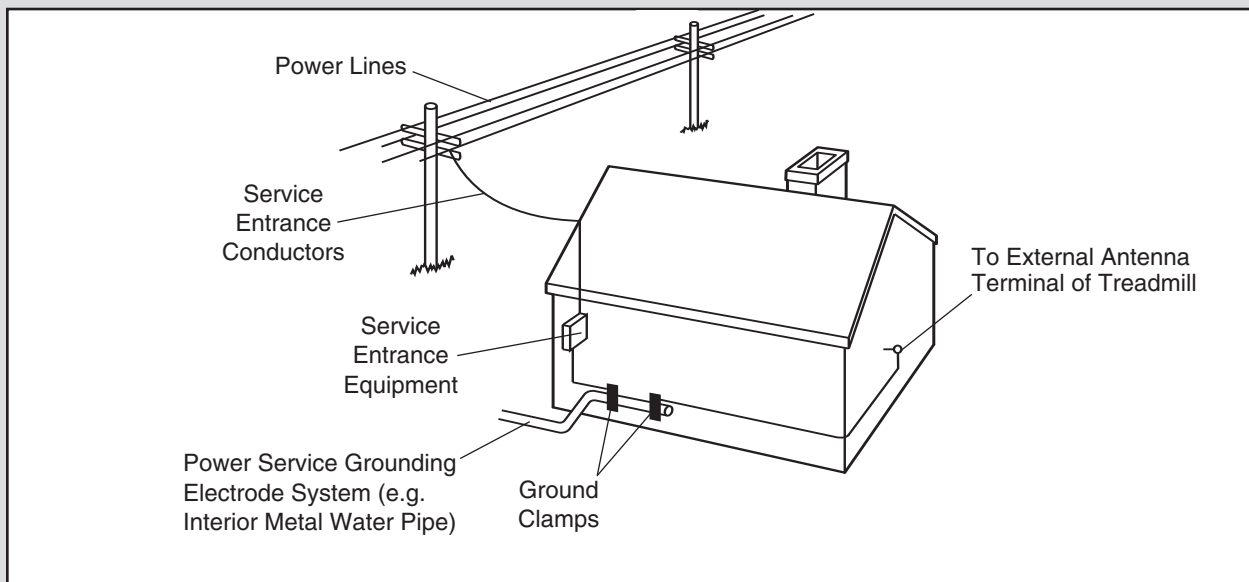 Power Lines
Service
Entrance
Conductors
To External Antenna
Terminal of Treadmill
Service
Entrance
Equipment
Power Service Grounding
Electrode System (e.g.
Interior Metal Water Pipe)
Ground
Clamps